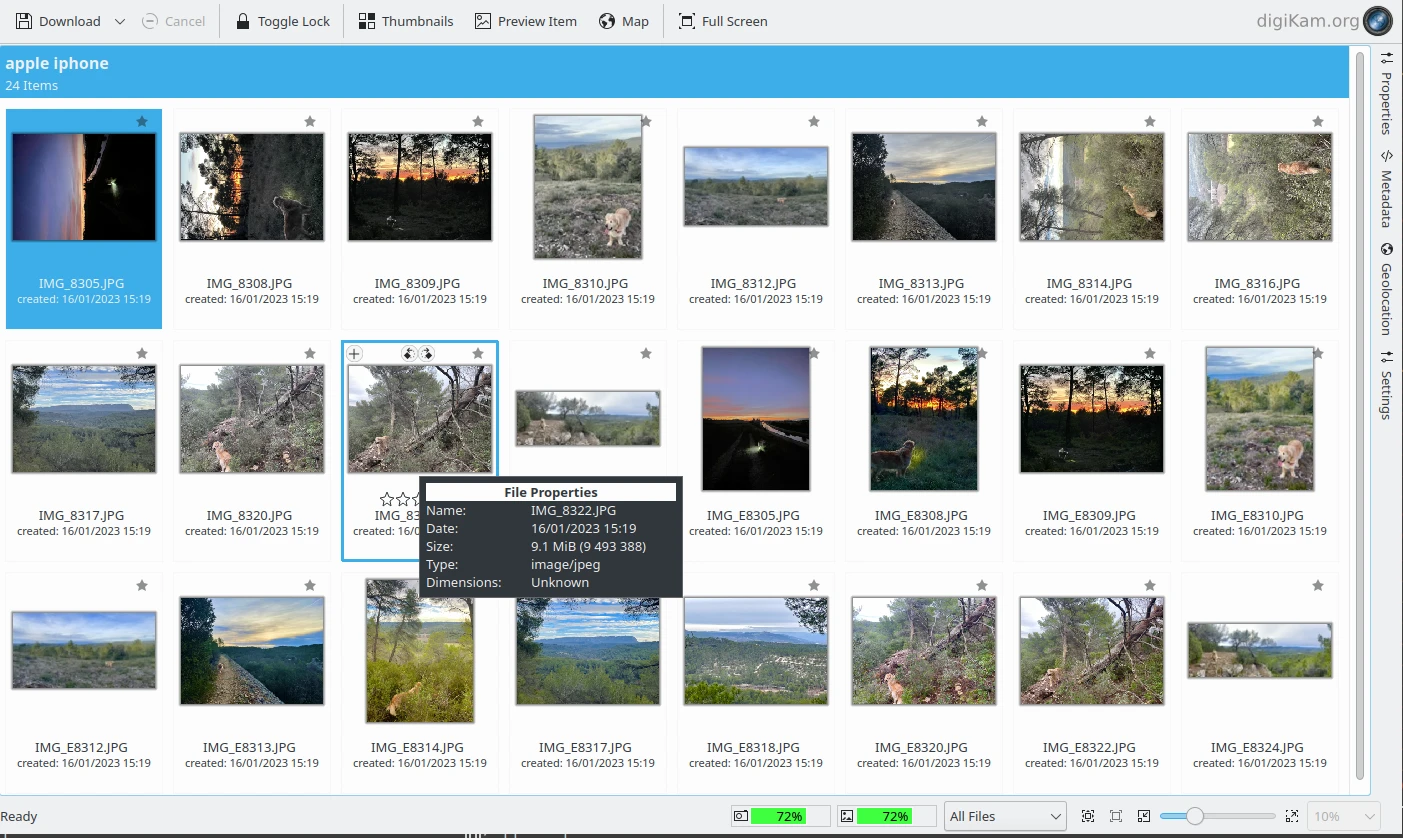 Download Cancel Toggle Lock Thumbnails Preview Item Map Full Screen digiKam.org
apple iphone
24 Items
IMG_8305.JPG IMG_8308.JPG IMG_8309.JPG IMG_8310.JPG IMG_8312.JPG IMG_8313.JPG IMG_8314.JPG IMG_8316.JPG
created: 16/01/2023 15:19 created: 16/01/2023 15:19 created: 16/01/2023 15:19 created: 16/01/2023 15:19 created: 16/01/2023 15:19 created: 16/01/2023 15:19 created: 16/01/2023 15:19 created: 16/01/2023 15:19
IMG_8317.JPG IMG_8320.JPG IMG_83 IMG_E8305.JPG IMG_E8308.JPG IMG_E8309.JPG IMG_E8310.JPG
created: 16/01/2023 15:19 created: 16/01/2023 15:19 created: 16/0 created: 16/01/2023 15:19 created: 16/01/2023 15:19 created: 16/01/2023 15:19 created: 16/01/2023 15:19
File Properties
Name: IMG_8322.JPG
Date: 16/01/2023 15:19
Size: 9.1 MiB (9 493 388)
Type: image/jpeg
Dimensions: Unknown
IMG_E8312.JPG IMG_E8313.JPG IMG_E8314.JPG IMG_E8317.JPG IMG_E8318.JPG IMG_E8320.JPG IMG_E8322.JPG IMG_E8324.JPG
created: 16/01/2023 15:19 created: 16/01/2023 15:19 created: 16/01/2023 15:19 created: 16/01/2023 15:19 created: 16/01/2023 15:19 created: 16/01/2023 15:19 created: 16/01/2023 15:19 created: 16/01/2023 15:19
Properties
Metadata
Geolocation
Settings
Ready 72% 72% All Files 10%